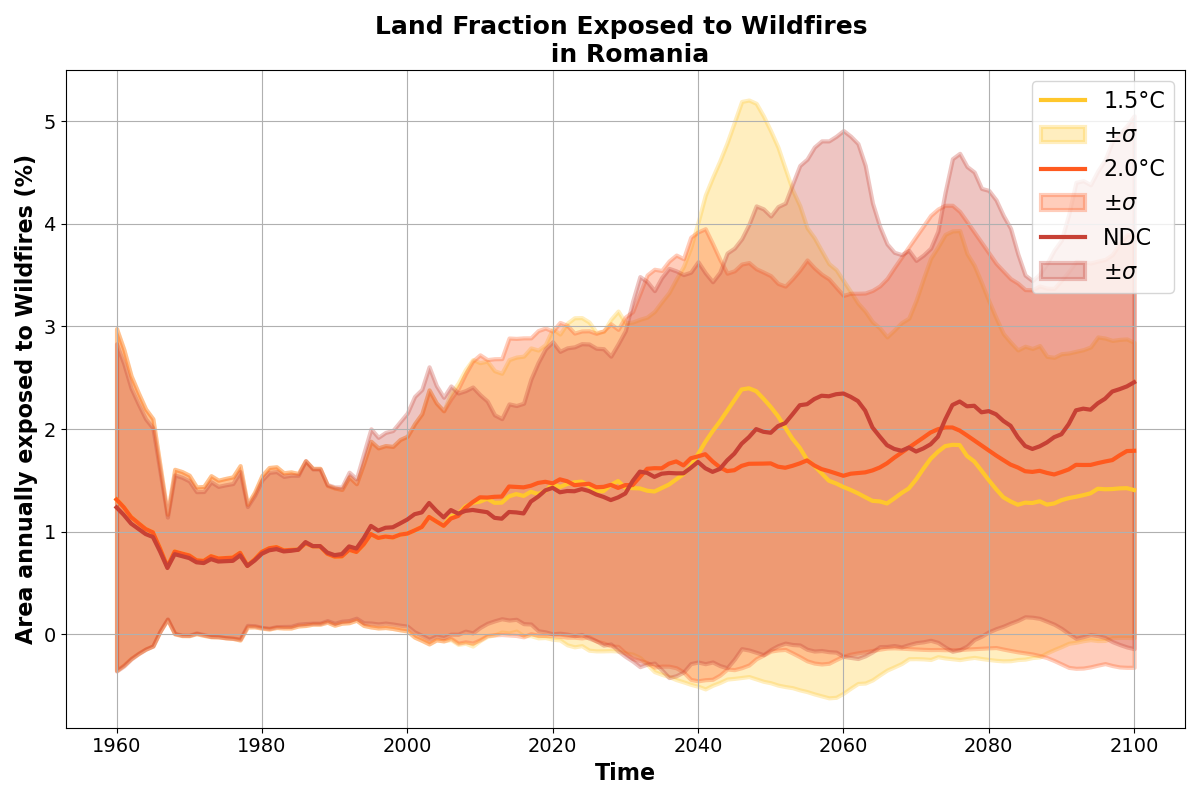 Land Fraction Exposed to Wildfires
in Romania
Area annually exposed to Wildfires (%)
5
4
3
2
1
0
1960
1980
2000
2020
2040
2060
2080
2100
Time
1.5°C
±σ
2.0°C
±σ
NDC
±σ